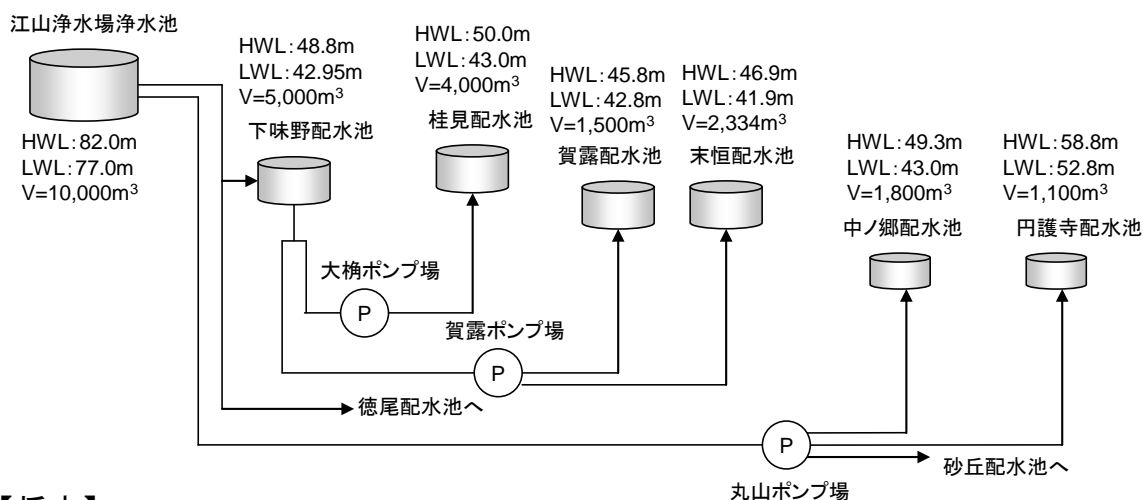 江山浄水場浄水池
HWL:82.0m
LWL:77.0m
V=10,000m³
HWL:48.8m
LWL:42.95m
V=5,000m³
下味野配水池
HWL:50.0m
LWL:43.0m
V=4,000m³
桂見配水池
HWL:45.8m
LWL:42.8m
V=1,500m³
賀露配水池
HWL:46.9m
LWL:41.9m
V=2,334m³
末恒配水池
HWL:49.3m
LWL:43.0m
V=1,800m³
中ノ郷配水池
HWL:58.8m
LWL:52.8m
V=1,100m³
円護寺配水池
大桷ポンプ場
P
賀露ポンプ場
P
徳尾配水池へ
P
砂丘配水池へ
丸山ポンプ場